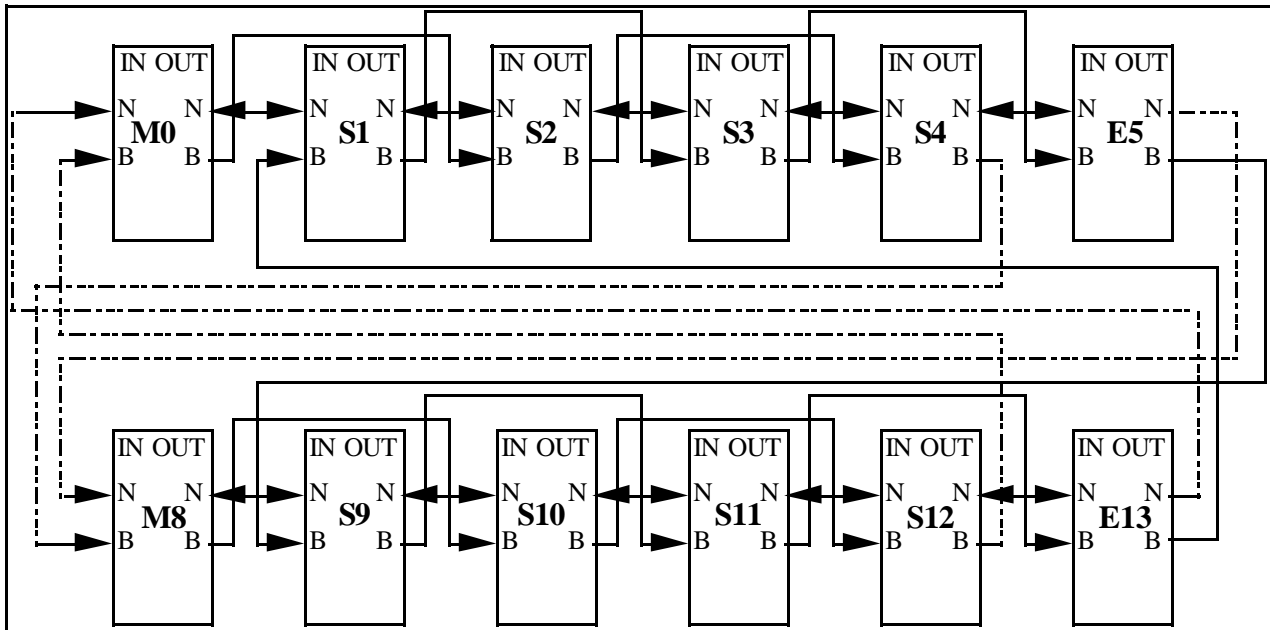 IN OUT IN OUT IN OUT IN OUT IN OUT IN OUT
N N N N N N N N N N N N
M0 S1 S2 S3 S4 E5
B B B B B B B B B B B B
IN OUT IN OUT IN OUT IN OUT IN OUT IN OUT
N N N N N N N N N N N N
M8 S9 S10 S11 S12 E13
B B B B B B B B B B B B